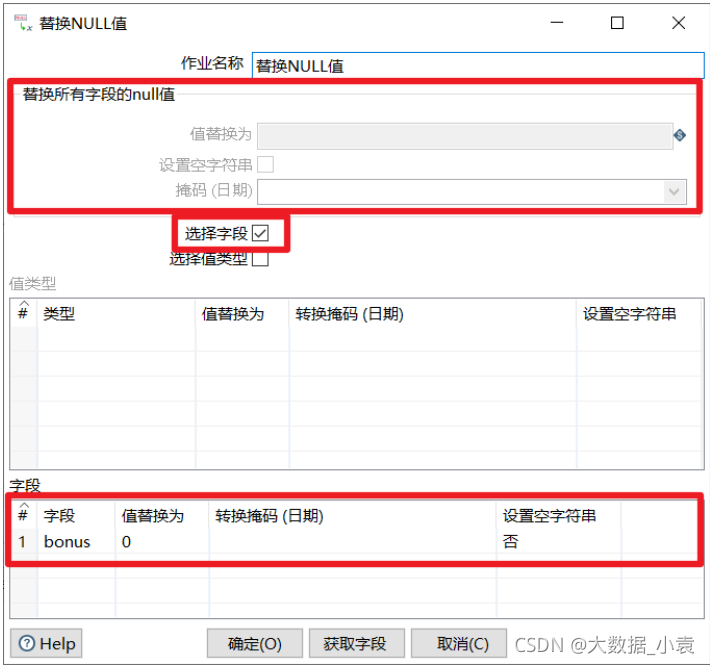 替换NULL值
作业名称 替换NULL值
替换所有字段的null值
值替换为
设置空字符串
掩码 (日期)
选择字段
选择值类型
值类型
# 类型 值替换为 转换掩码 (日期) 设置空字符串
字段
# 字段 值替换为 转换掩码 (日期) 设置空字符串
1 bonus 0 否
Help 确定(O) 获取字段 取消(C) CSDN @大数据_小袁